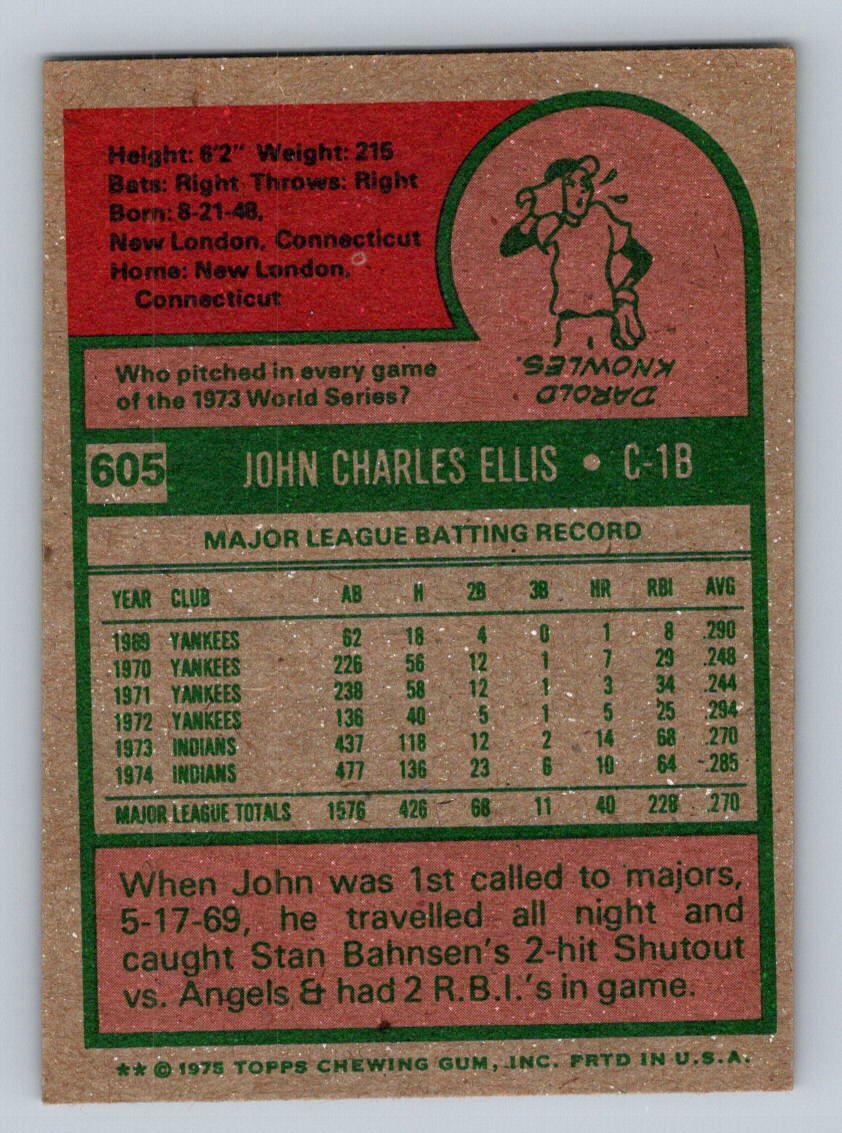 Height: 6'2" Weight: 215
Bats: Right Throws: Right
Born: 8-21-48,
New London, Connecticut
Home: New London,
Connecticut
DAROLD
KNOWLES.
Who pitched in every game
of the 1973 World Series?
605 JOHN CHARLES ELLIS • C-1B
MAJOR LEAGUE BATTING RECORD
YEAR CLUB AB H 2B 3B HR RBI AVG
1969 YANKEES 62 18 4 0 1 8 .290
1970 YANKEES 226 56 12 1 7 29 .248
1971 YANKEES 238 58 12 1 3 34 .244
1972 YANKEES 136 40 5 1 5 25 .294
1973 INDIANS 437 118 12 2 14 68 .270
1974 INDIANS 477 136 23 6 10 64 .285
MAJOR LEAGUE TOTALS 1576 426 68 11 40 228 .270
When John was 1st called to majors,
5-17-69, he travelled all night and
caught Stan Bahnsen's 2-hit Shutout
vs. Angels & had 2 R.B.I.'s in game.
** © 1975 TOPPS CHEWING GUM, INC. PRTD IN U.S.A.